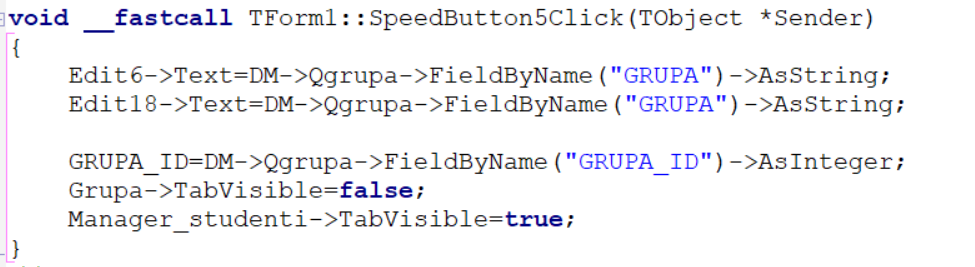 void __fastcall TForm1::SpeedButton5Click(TObject *Sender)
{
Edit6->Text=DM->Qgrupa->FieldByName("GRUPA")->AsString;
Edit18->Text=DM->Qgrupa->FieldByName("GRUPA")->AsString;
GRUPA_ID=DM->Qgrupa->FieldByName("GRUPA_ID")->AsInteger;
Grupa->TabVisible=false;
Manager_studenti->TabVisible=true;
}